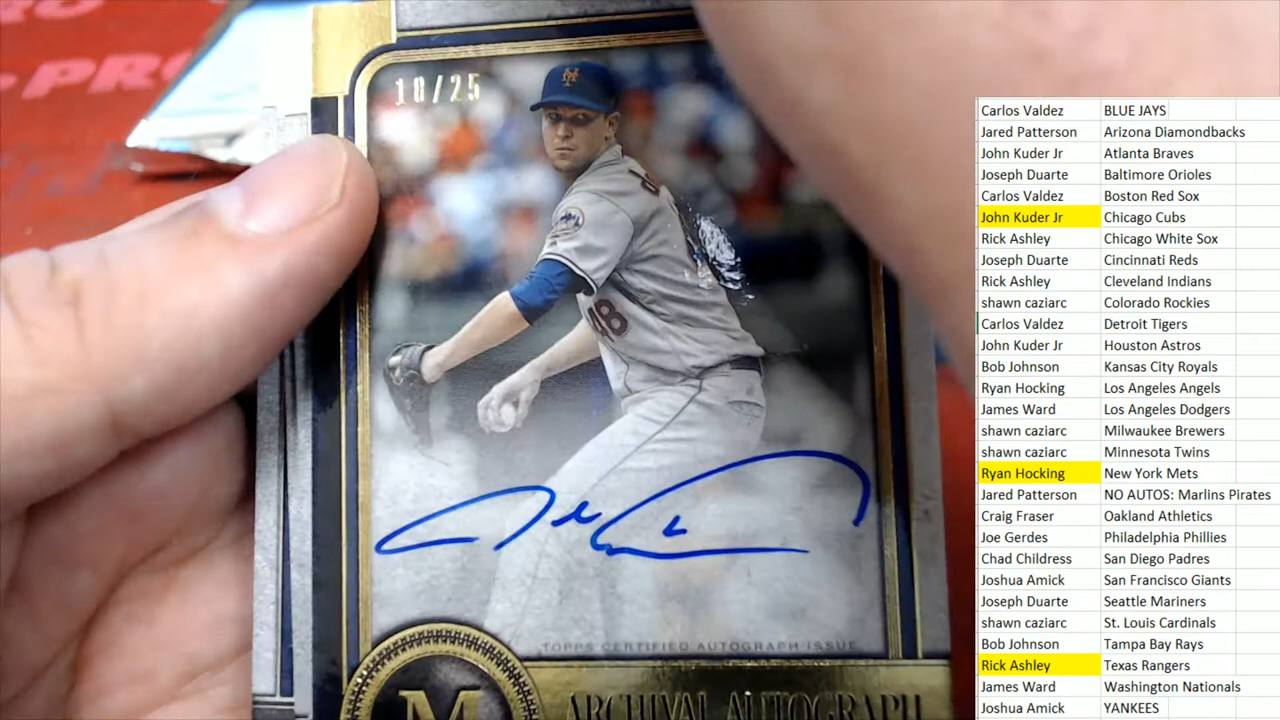 PRO
18/25
48
TOPPS CERTIFIED AUTOGRAPH ISSUE
M
ARCHIVAL AUTOGRAPH
Carlos Valdez BLUE JAYS
Jared Patterson Arizona Diamondbacks
John Kuder Jr Atlanta Braves
Joseph Duarte Baltimore Orioles
Carlos Valdez Boston Red Sox
John Kuder Jr Chicago Cubs
Rick Ashley Chicago White Sox
Joseph Duarte Cincinnati Reds
Rick Ashley Cleveland Indians
shawn caziarc Colorado Rockies
Carlos Valdez Detroit Tigers
John Kuder Jr Houston Astros
Bob Johnson Kansas City Royals
Ryan Hocking Los Angeles Angels
James Ward Los Angeles Dodgers
shawn caziarc Milwaukee Brewers
shawn caziarc Minnesota Twins
Ryan Hocking New York Mets
Jared Patterson NO AUTOS: Marlins Pirates
Craig Fraser Oakland Athletics
Joe Gerdes Philadelphia Phillies
Chad Childress San Diego Padres
Joshua Amick San Francisco Giants
Joseph Duarte Seattle Mariners
shawn caziarc St. Louis Cardinals
Bob Johnson Tampa Bay Rays
Rick Ashley Texas Rangers
James Ward Washington Nationals
Joshua Amick YANKEES